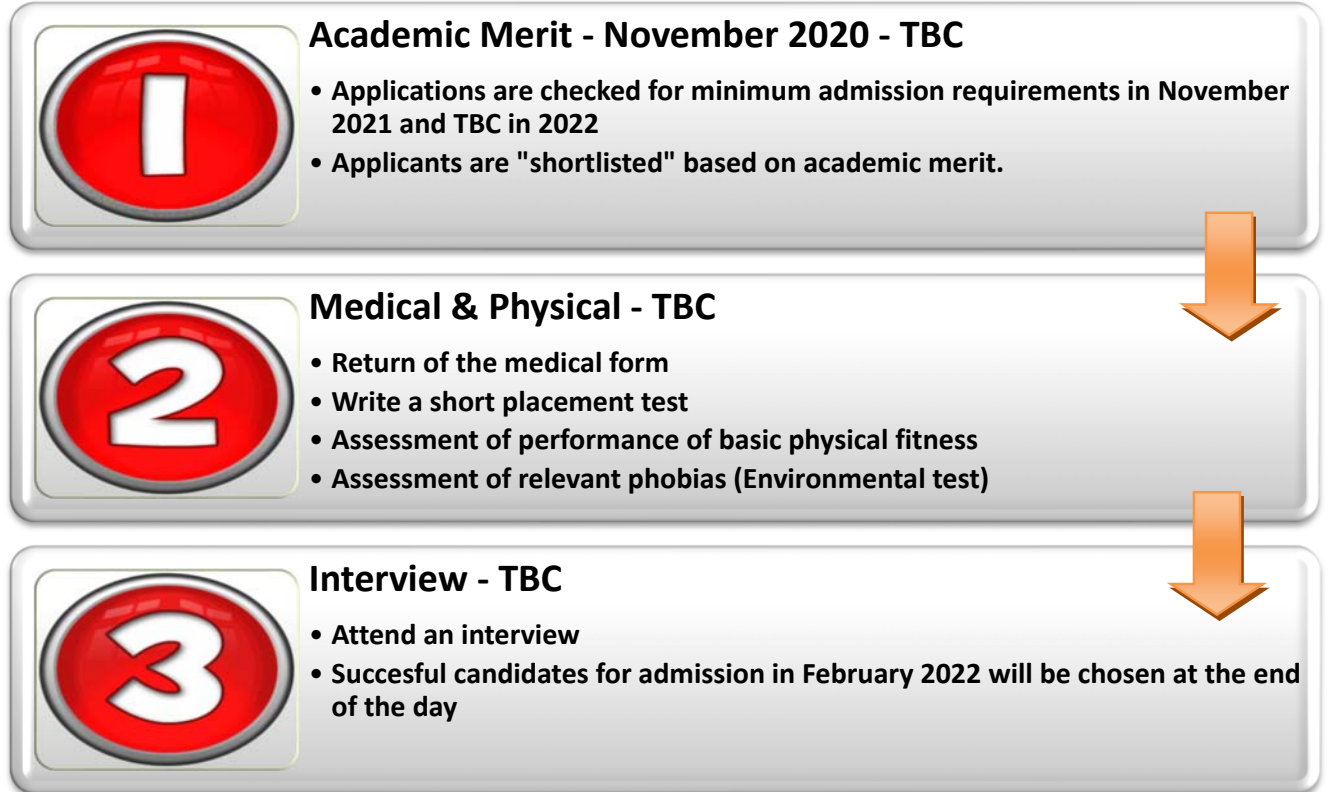 1
Academic Merit - November 2020 - TBC
• Applications are checked for minimum admission requirements in November
2021 and TBC in 2022
• Applicants are "shortlisted" based on academic merit.
2
Medical & Physical - TBC
• Return of the medical form
• Write a short placement test
• Assessment of performance of basic physical fitness
• Assessment of relevant phobias (Environmental test)
3
Interview - TBC
• Attend an interview
• Succesful candidates for admission in February 2022 will be chosen at the end
of the day